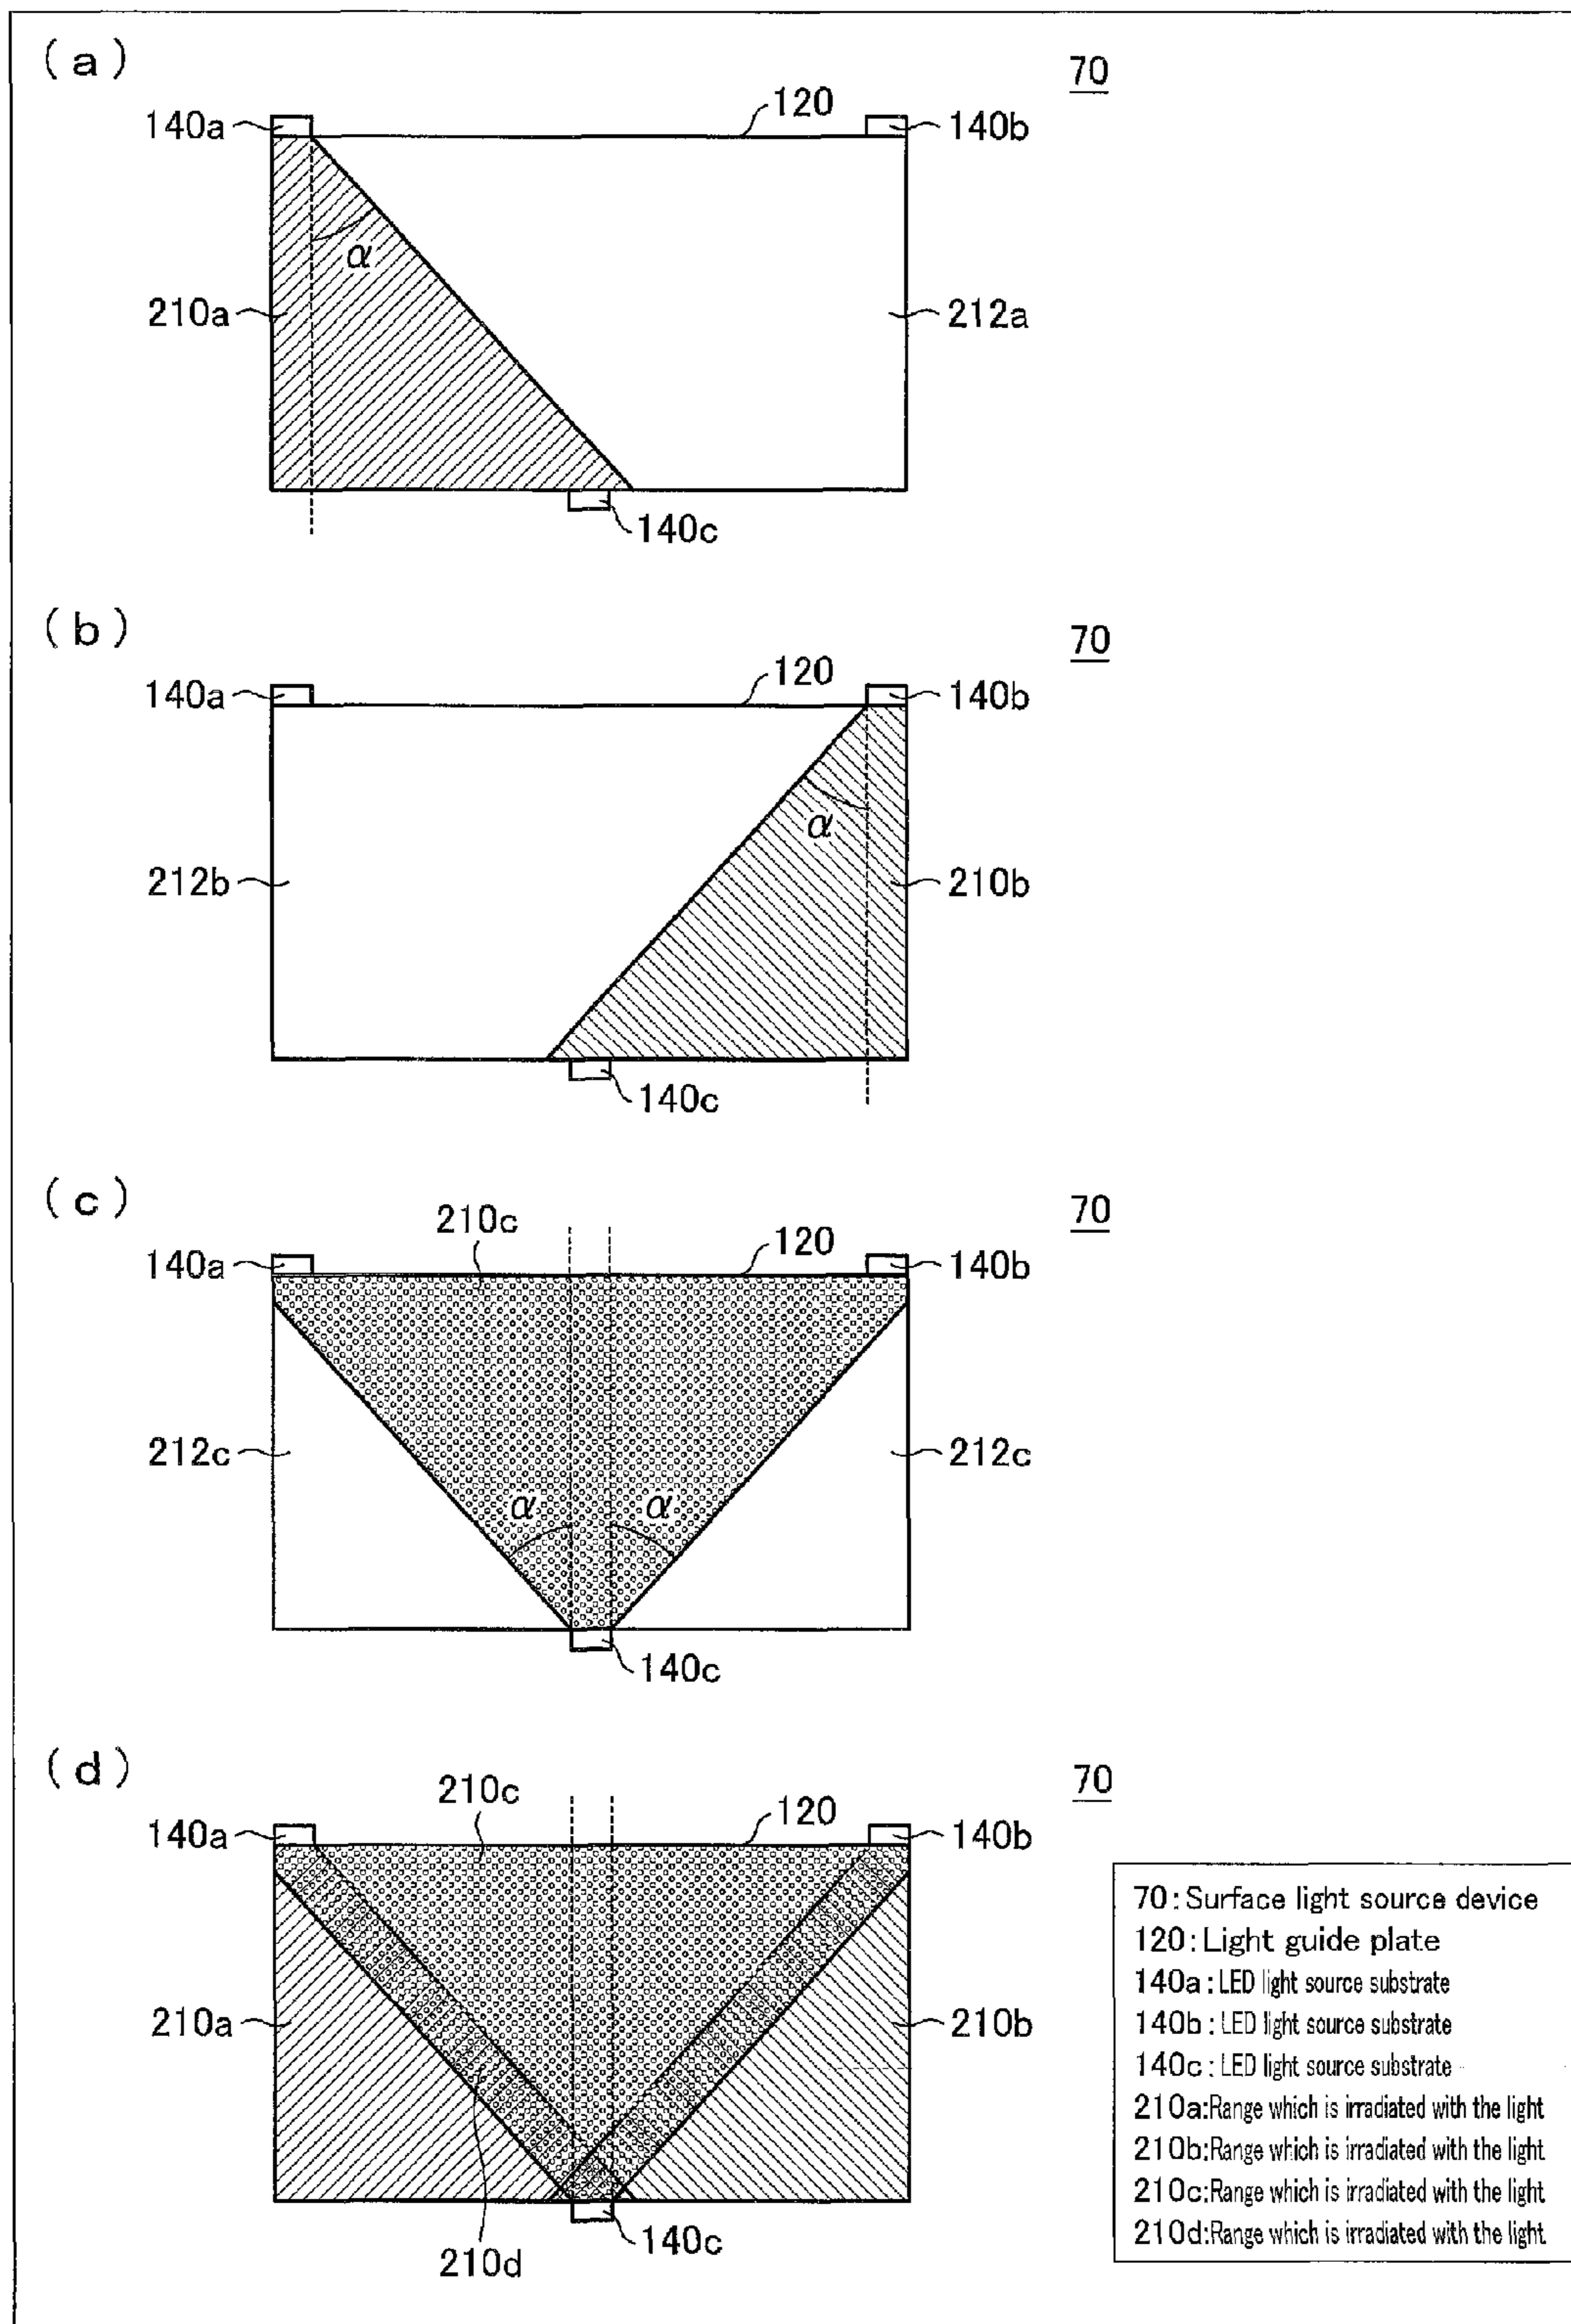 (a)
70
120
140a
140b
α
210a
212a
140c
(b)
70
120
140a
140b
α
212b
210b
140c
(c)
70
210c
120
140a
140b
212c
212c
α
α
140c
(d)
70
210c
120
140a
140b
210a
210b
140c
210d
70:Surface light source device
120:Light guide plate
140a:LED light source substrate
140b:LED light source substrate
140c:LED light source substrate
210a:Range which is irradiated with the light
210b:Range which is irradiated with the light
210c:Range which is irradiated with the light
210d:Range which is irradiated with the light